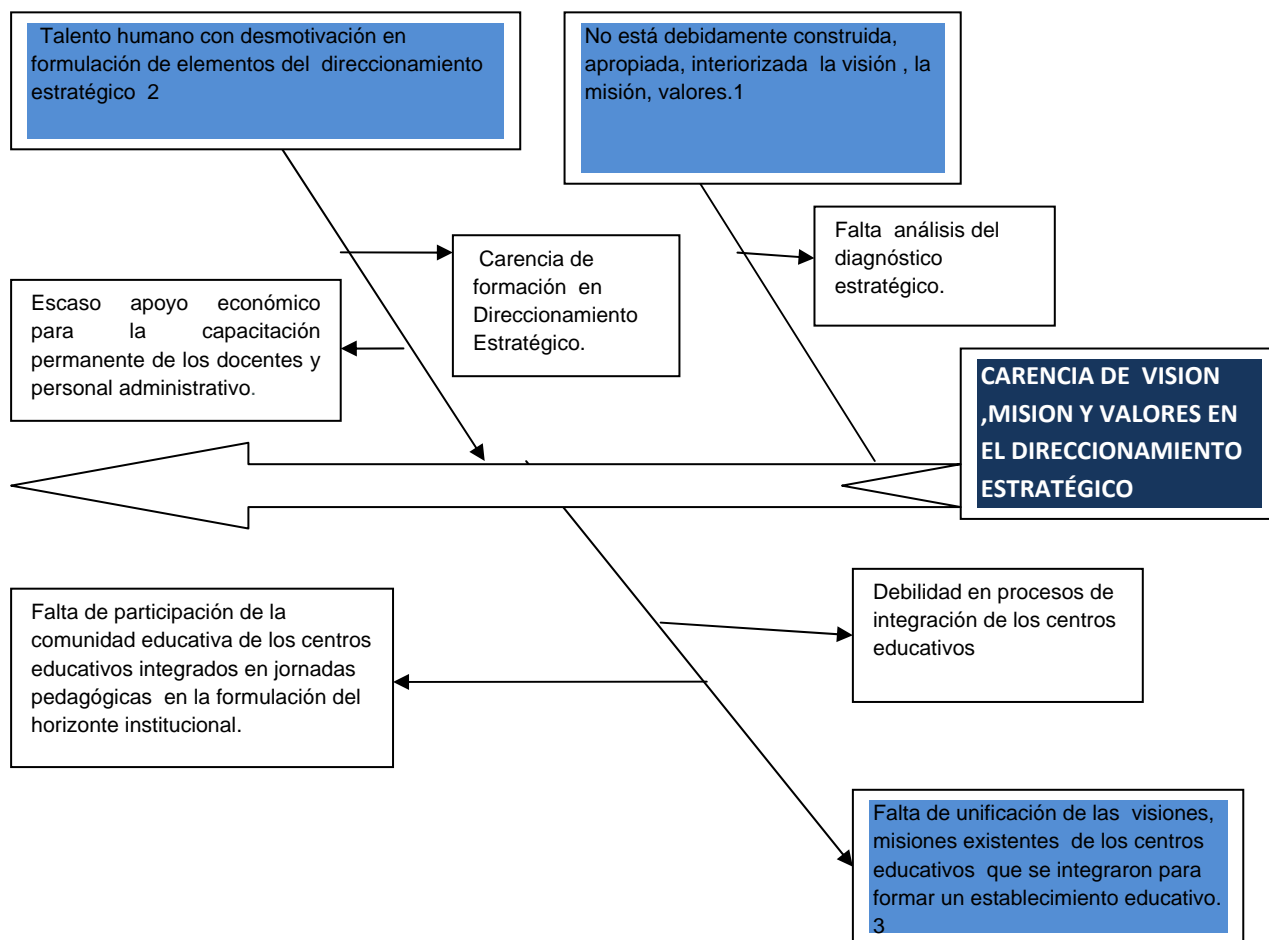 Talento humano con desmotivación en
formulación de elementos del direccionamiento
estratégico 2
No está debidamente construida,
apropiada, interiorizada la visión , la
misión, valores.1
Falta análisis del
diagnóstico
estratégico.
Carencia de
formación en
Direccionamiento
Estratégico.
Escaso apoyo económico
para la capacitación
permanente de los docentes y
personal administrativo.
CARENCIA DE VISION
,MISION Y VALORES EN
EL DIRECCIONAMIENTO
ESTRATÉGICO
Falta de participación de la
comunidad educativa de los centros
educativos integrados en jornadas
pedagógicas en la formulación del
horizonte institucional.
Debilidad en procesos de
integración de los centros
educativos
Falta de unificación de las visiones,
misiones existentes de los centros
educativos que se integraron para
formar un establecimiento educativo.
3